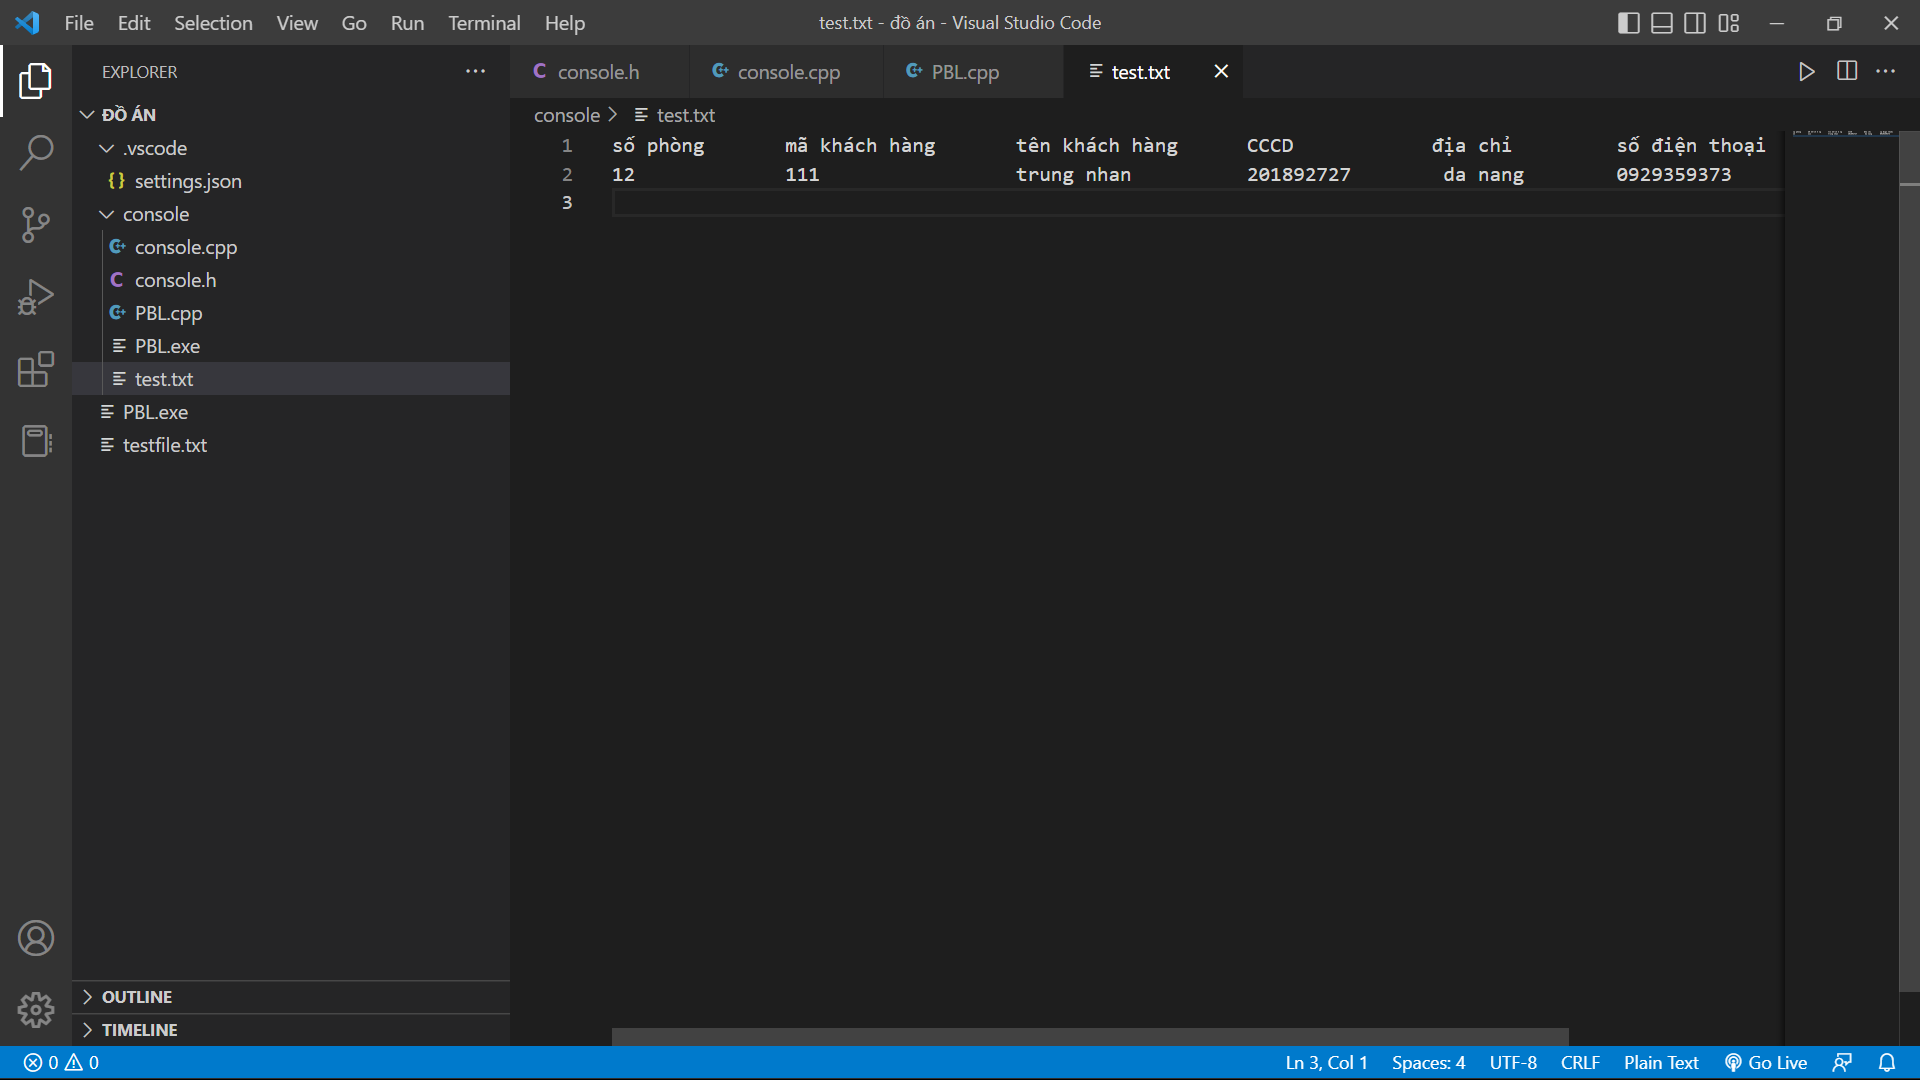 File Edit Selection View Go Run Terminal Help
test.txt - đồ án - Visual Studio Code
EXPLORER
ĐỒ ÁN
.vscode
{} settings.json
console
C+ console.cpp
C console.h
C+ PBL.cpp
PBL.exe
test.txt
PBL.exe
testfile.txt
OUTLINE
TIMELINE
C console.h C+ console.cpp C+ PBL.cpp test.txt
console > test.txt
1 số phòng mã khách hàng tên khách hàng CCCD địa chỉ số điện thoại
2 12 111 trung nhan 201892727 da nang 0929359373
3
0 0 Ln 3, Col 1 Spaces: 4 UTF-8 CRLF Plain Text Go Live